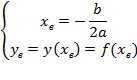 x_в = -b/2a
y_в = y(x_в) = f(x_в)